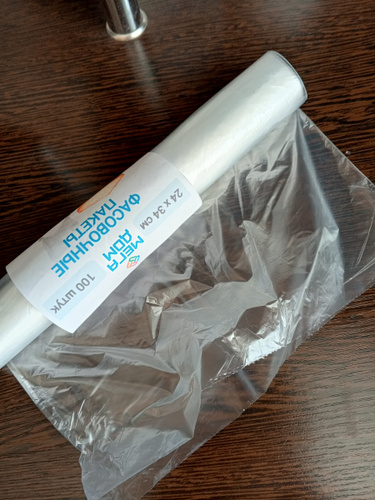 МЕГА
ДОМ
ФАСОВОЧНЫЕ
ПАКЕТЫ
24 х 34 см
100 штук